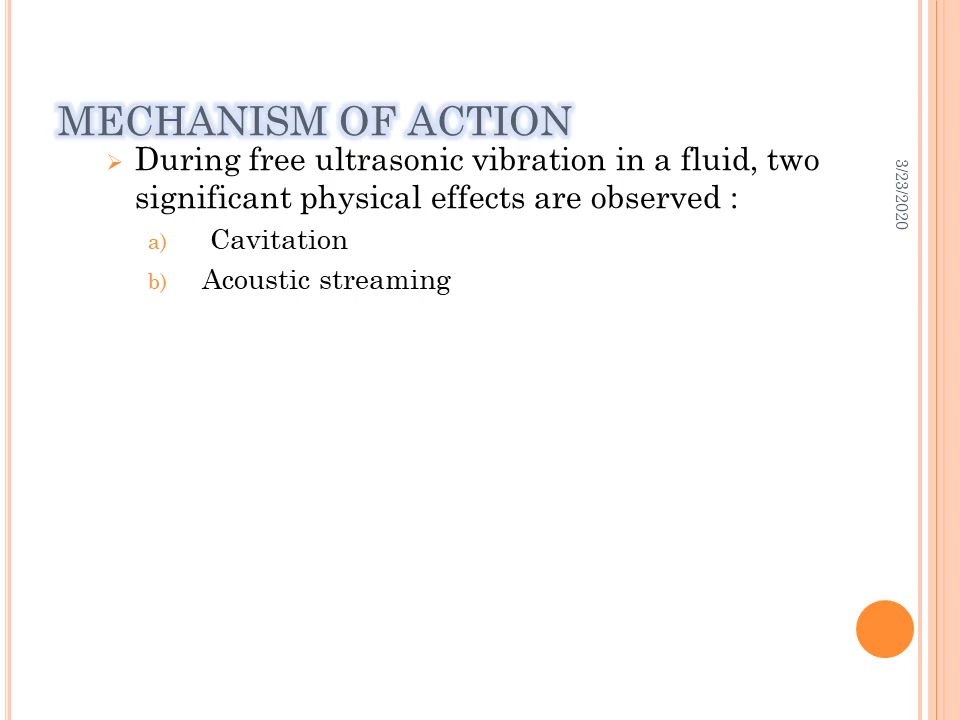 MECHANISM OF ACTION
➢ During free ultrasonic vibration in a fluid, two
significant physical effects are observed :
a) Cavitation
b) Acoustic streaming
3/23/2020